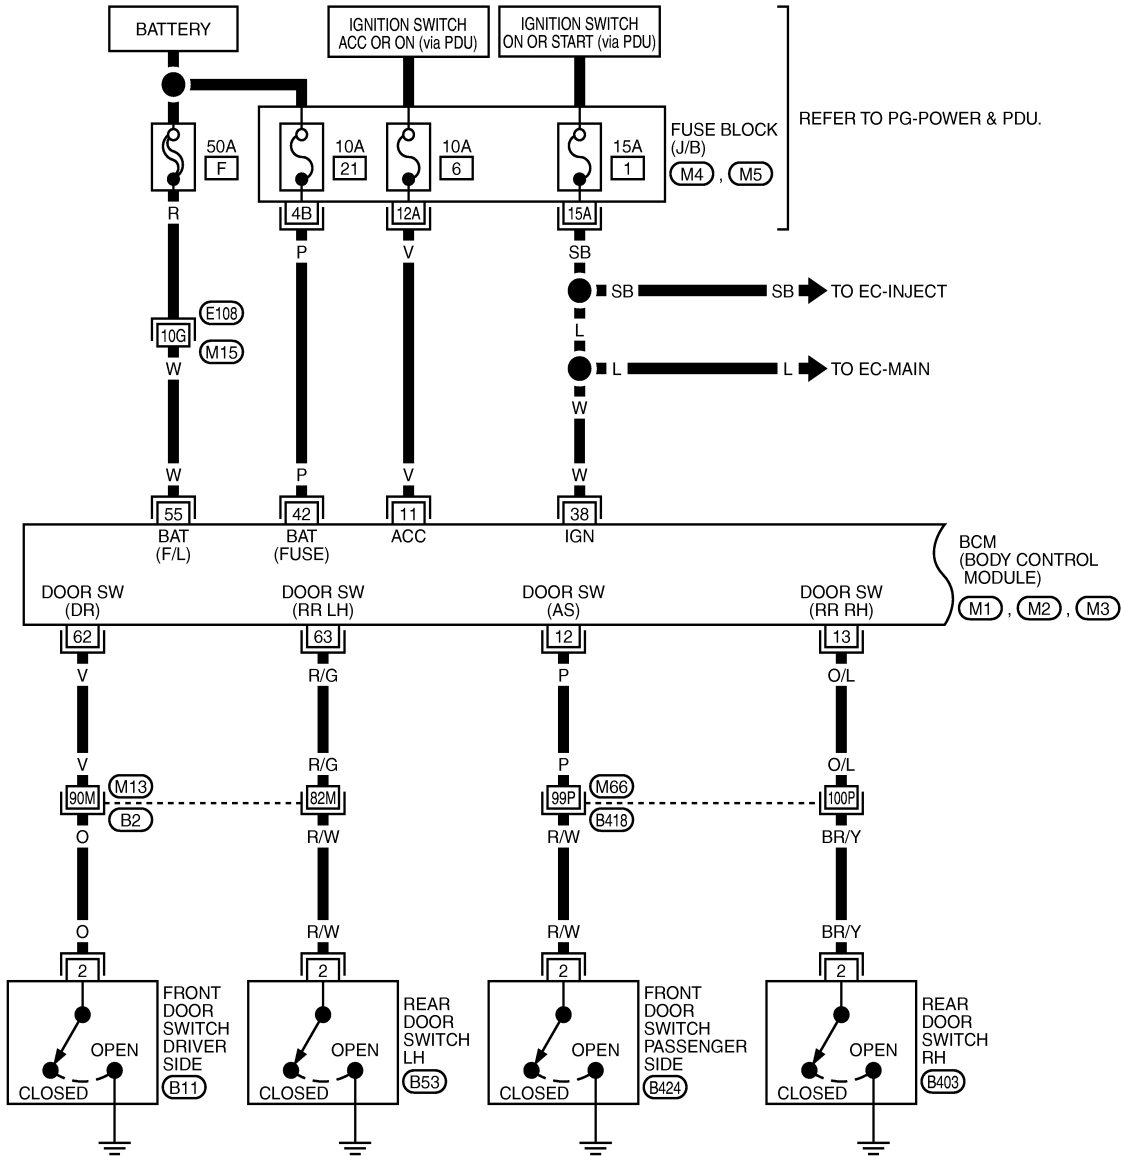 BATTERY
IGNITION SWITCH
ACC OR ON (via PDU)
IGNITION SWITCH
ON OR START (via PDU)
REFER TO PG-POWER & PDU.
50A
F
10A
21
10A
6
15A
1
FUSE BLOCK
(J/B)
M4 , M5
R
4B
12A
15A
P
V
SB
SB
SB
TO EC-INJECT
E108
10G
M15
L
W
L
L
TO EC-MAIN
W
W
P
V
W
55
42
11
38
BAT
(F/L)
BAT
(FUSE)
ACC
IGN
BCM
(BODY CONTROL
MODULE)
M1 , M2 , M3
DOOR SW
(DR)
DOOR SW
(RR LH)
DOOR SW
(AS)
DOOR SW
(RR RH)
62
63
12
13
V
R/G
P
O/L
V
R/G
P
O/L
90M
M13
B2
82M
99P
M66
B418
100P
O
R/W
R/W
BR/Y
O
R/W
R/W
BR/Y
2
2
2
2
OPEN
CLOSED
FRONT
DOOR
SWITCH
DRIVER
SIDE
B11
OPEN
CLOSED
REAR
DOOR
SWITCH
LH
B53
OPEN
CLOSED
FRONT
DOOR
SWITCH
PASSENGER
SIDE
B424
OPEN
CLOSED
REAR
DOOR
SWITCH
RH
B403